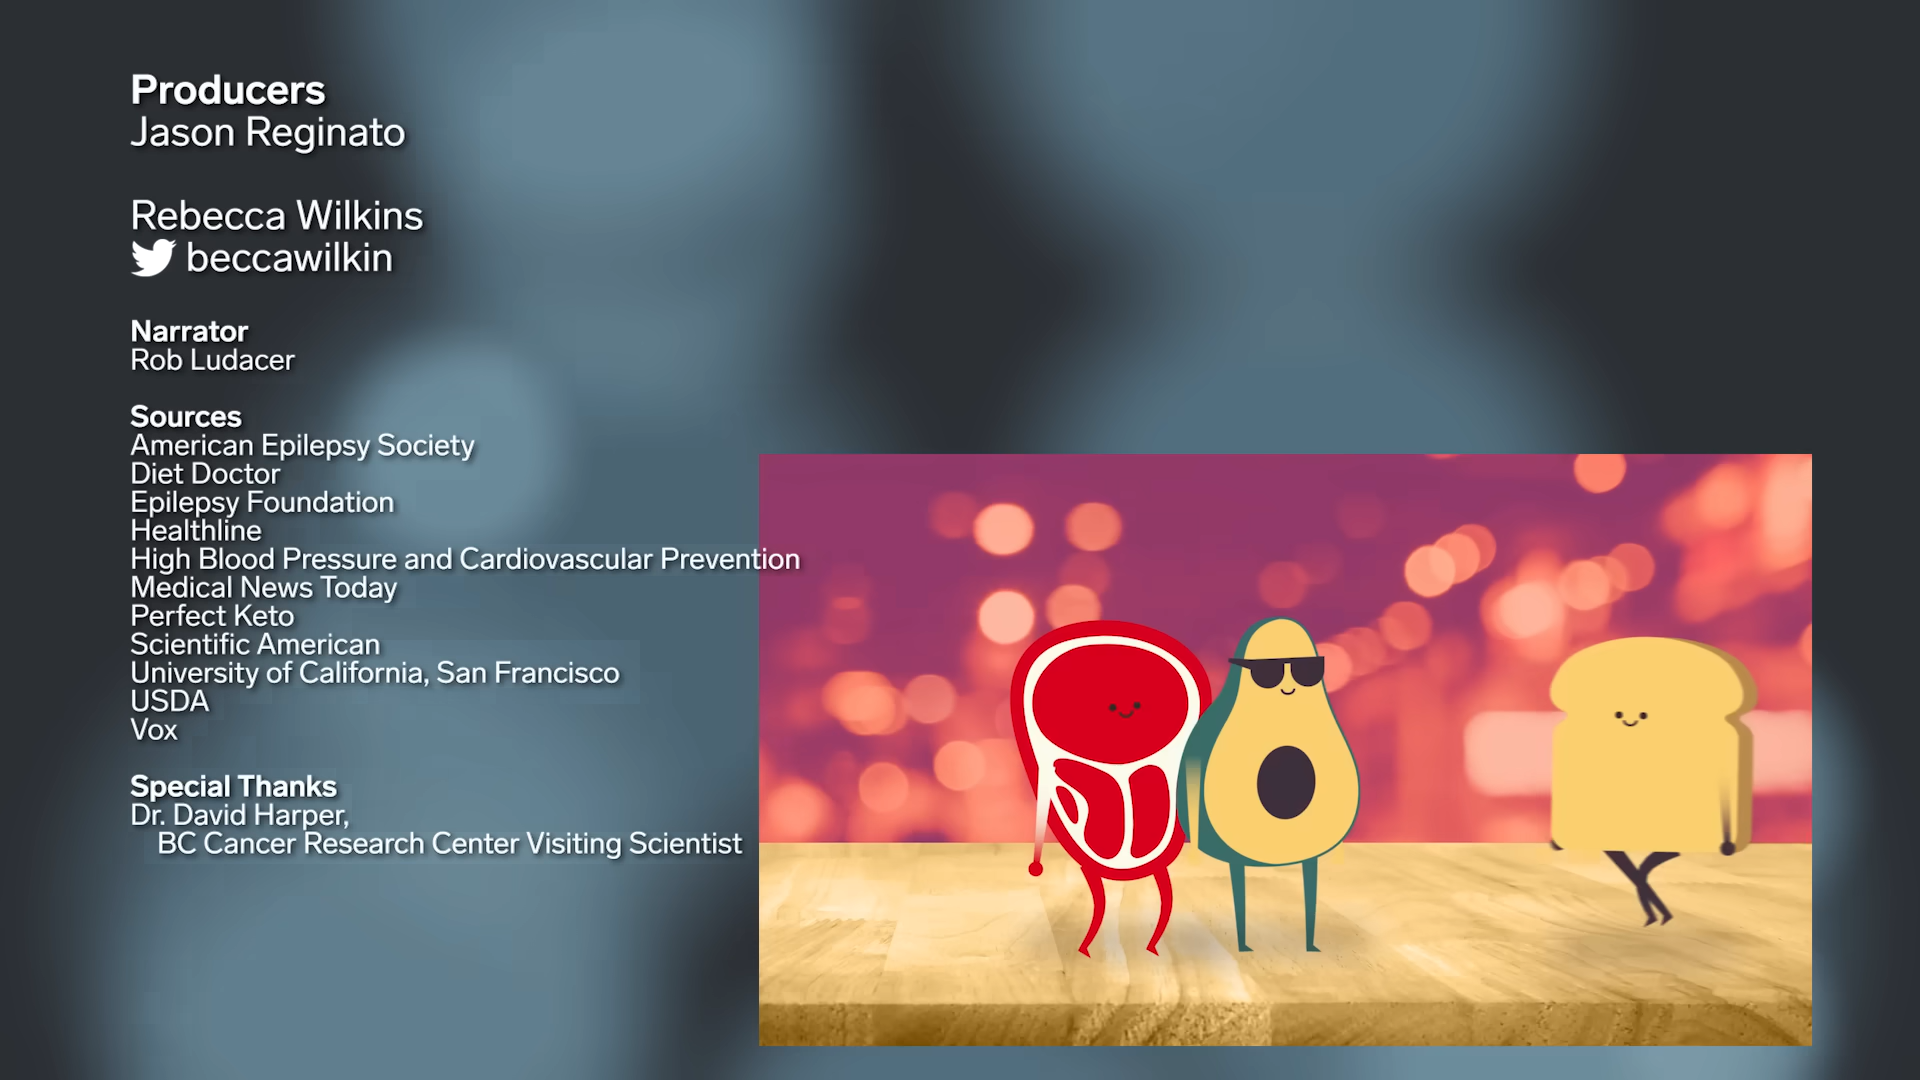 Producers
Jason Reginato
Rebecca Wilkins
beccawilkin
Narrator
Rob Ludacer
Sources
American Epilepsy Society
Diet Doctor
Epilepsy Foundation
Healthline
High Blood Pressure and Cardiovascular Prevention
Medical News Today
Perfect Keto
Scientific American
University of California, San Francisco
USDA
Vox
Special Thanks
Dr. David Harper,
BC Cancer Research Center Visiting Scientist